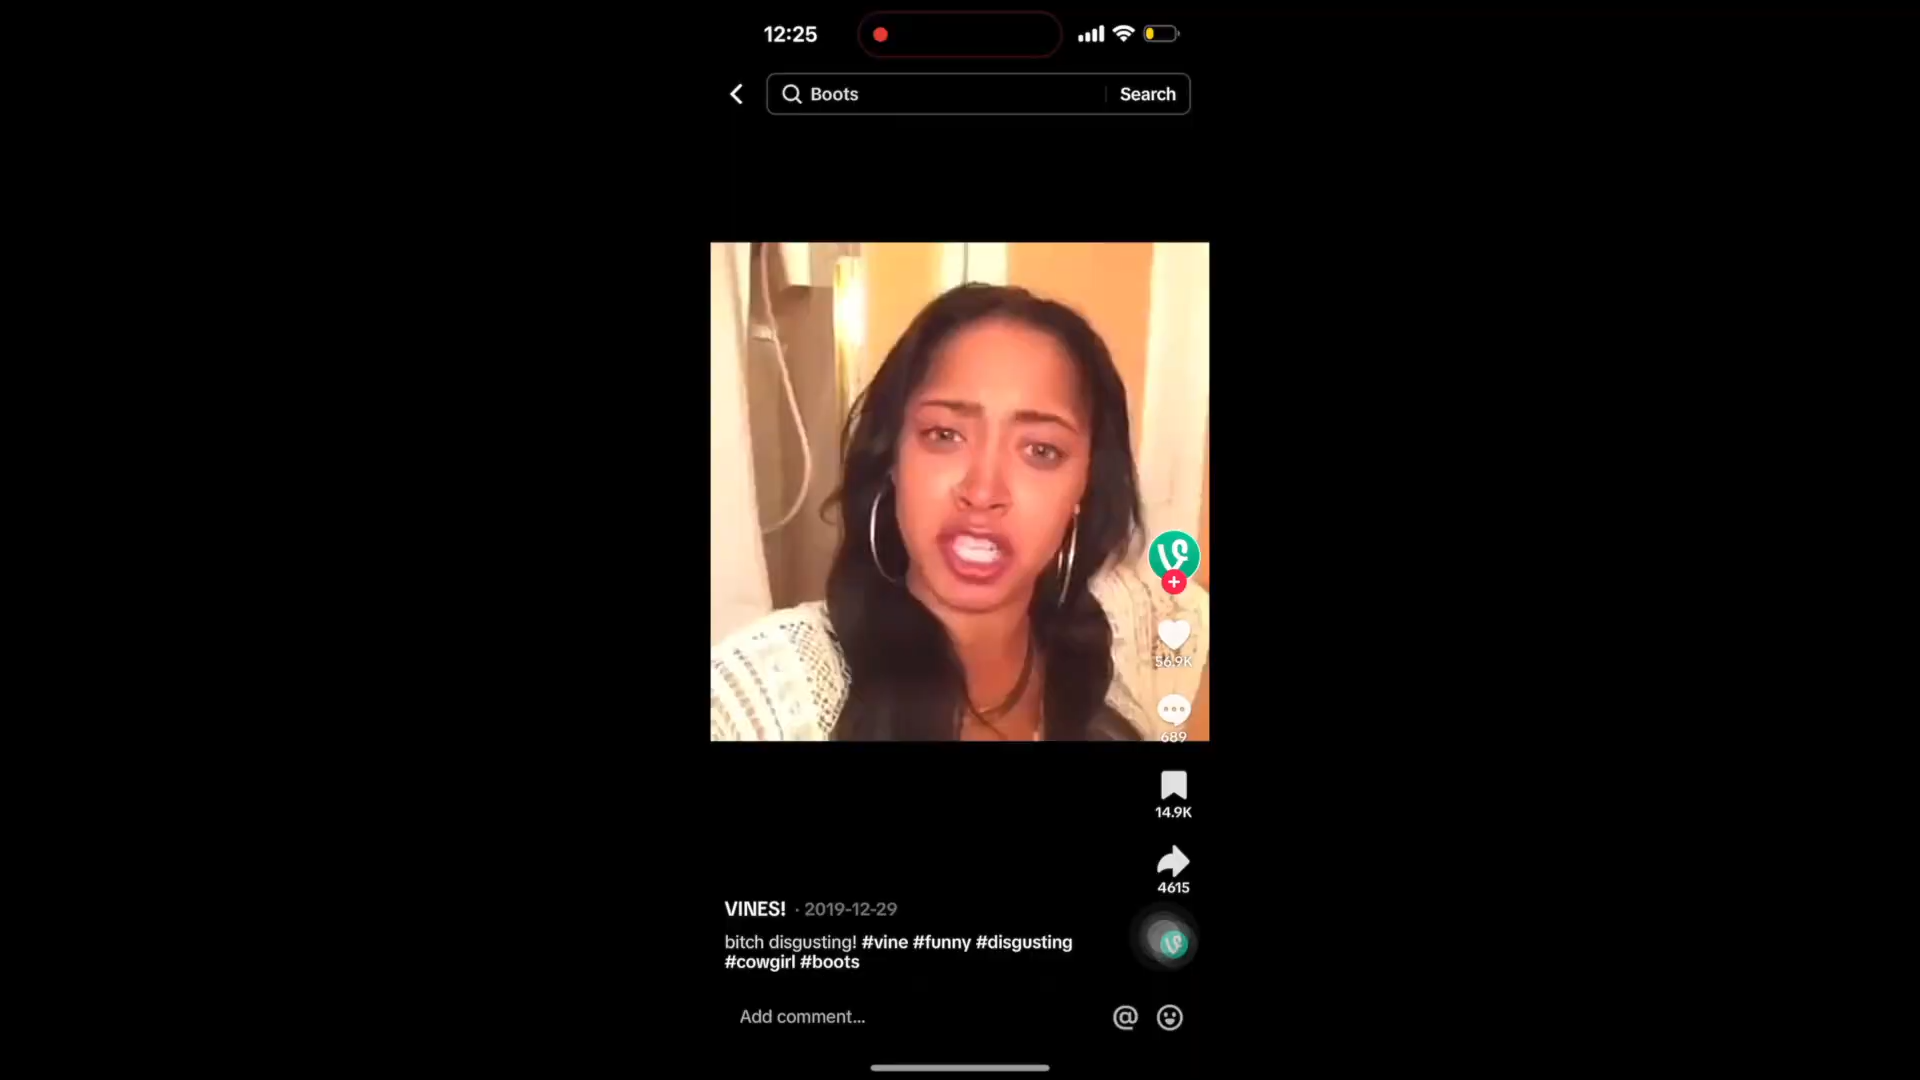 12:25
Boots
Search
56.9K
689
14.9K
4615
VINES! · 2019-12-29
bitch disgusting! #vine #funny #disgusting
#cowgirl #boots
Add comment...